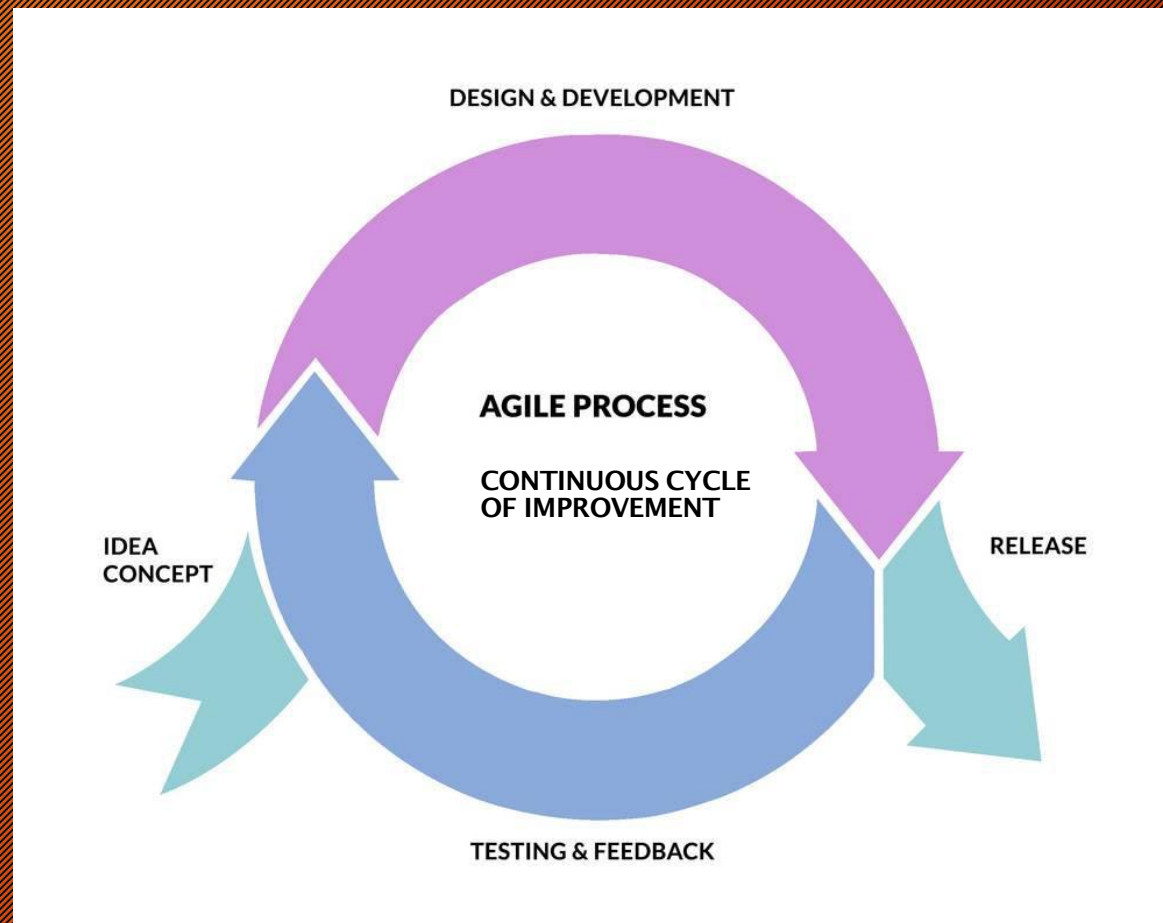 DESIGN & DEVELOPMENT
AGILE PROCESS
CONTINUOUS CYCLE
OF IMPROVEMENT
IDEA
CONCEPT
RELEASE
TESTING & FEEDBACK